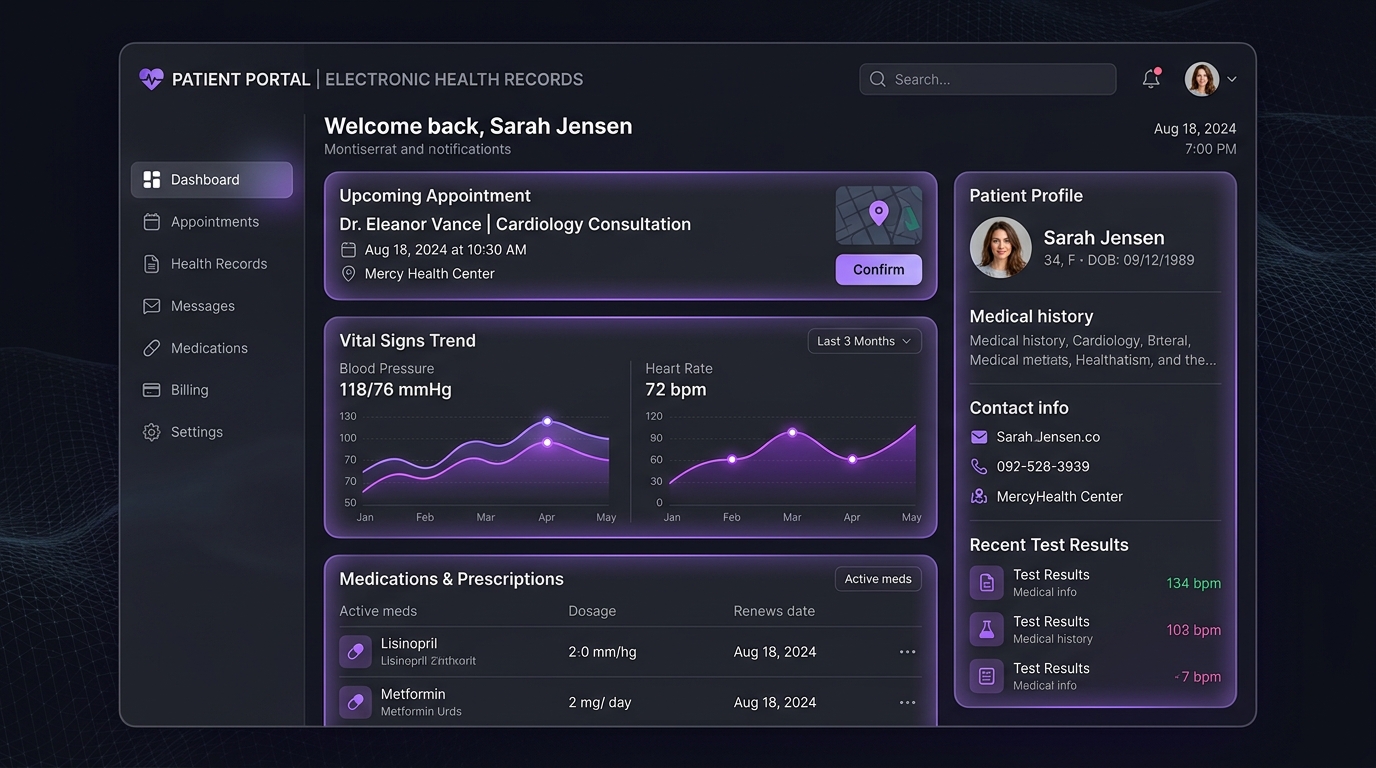 PATIENT PORTAL | ELECTRONIC HEALTH RECORDS
Search...
Welcome back, Sarah Jensen
Montiserrat and notificationts
Aug 18, 2024
7:00 PM
Dashboard
Appointments
Health Records
Messages
Medications
Billing
Settings
Upcoming Appointment
Dr. Eleanor Vance | Cardiology Consultation
Aug 18, 2024 at 10:30 AM
Mercy Health Center
Confirm
Vital Signs Trend
Last 3 Months
Blood Pressure
118/76 mmHg
130
100
70
70
50
Jan Feb Mar Apr May
Heart Rate
72 bpm
120
90
60
30
0
Jan Feb Mar Apr May
Medications & Prescriptions
Active meds
Active meds Dosage Renews date
Lisinopril
Lisinopril
2.0 mm/hg
Aug 18, 2024
Metformin
Metformin Urds
2 mg/ day
Aug 18, 2024
Patient Profile
Sarah Jensen
34, F • DOB: 09/12/1989
Medical history
Medical history, Cardiology, Brteral,
Medical metlats, Healthatism, and the...
Contact info
Sarah.Jensen.co
092-528-3939
MercyHealth Center
Recent Test Results
Test Results
Medical info
134 bpm
Test Results
Medical history
103 bpm
Test Results
Medical info
-7 bpm